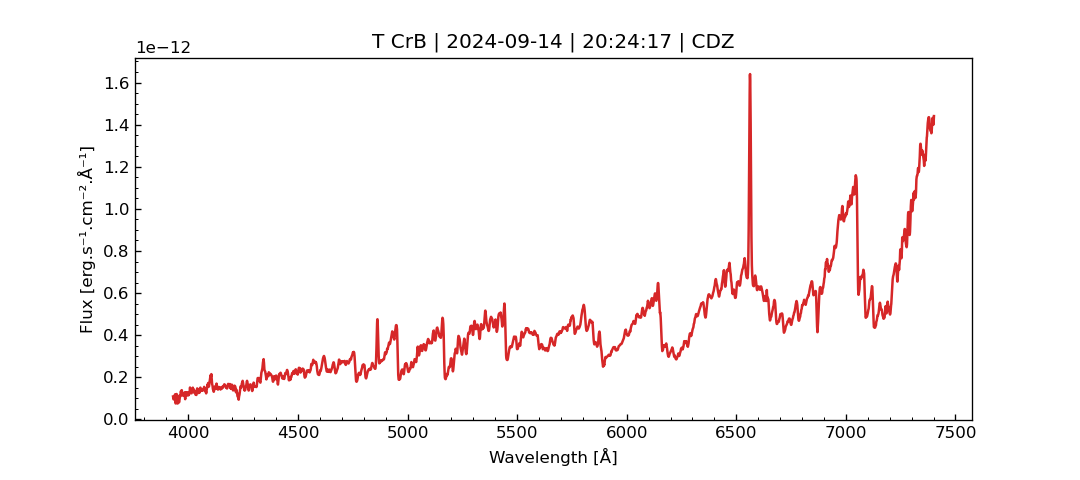 T CrB | 2024-09-14 | 20:24:17 | CDZ
1e−12
1.6
1.4
1.2
1.0
0.8
0.6
0.4
0.2
0.0
Flux [erg.s⁻¹.cm⁻².Å⁻¹]
4000 4500 5000 5500 6000 6500 7000 7500
Wavelength [Å]